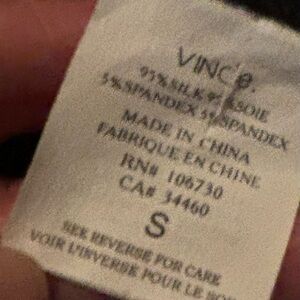 VINCE.
95% SILK 95% SOIE
5% SPANDEX 5% SPANDEX
MADE IN CHINA
FABRIQUE EN CHINE
RN# 106730
CA# 34460
S
SEE REVERSE FOR CARE
VOIR L'INVERSE POUR LE